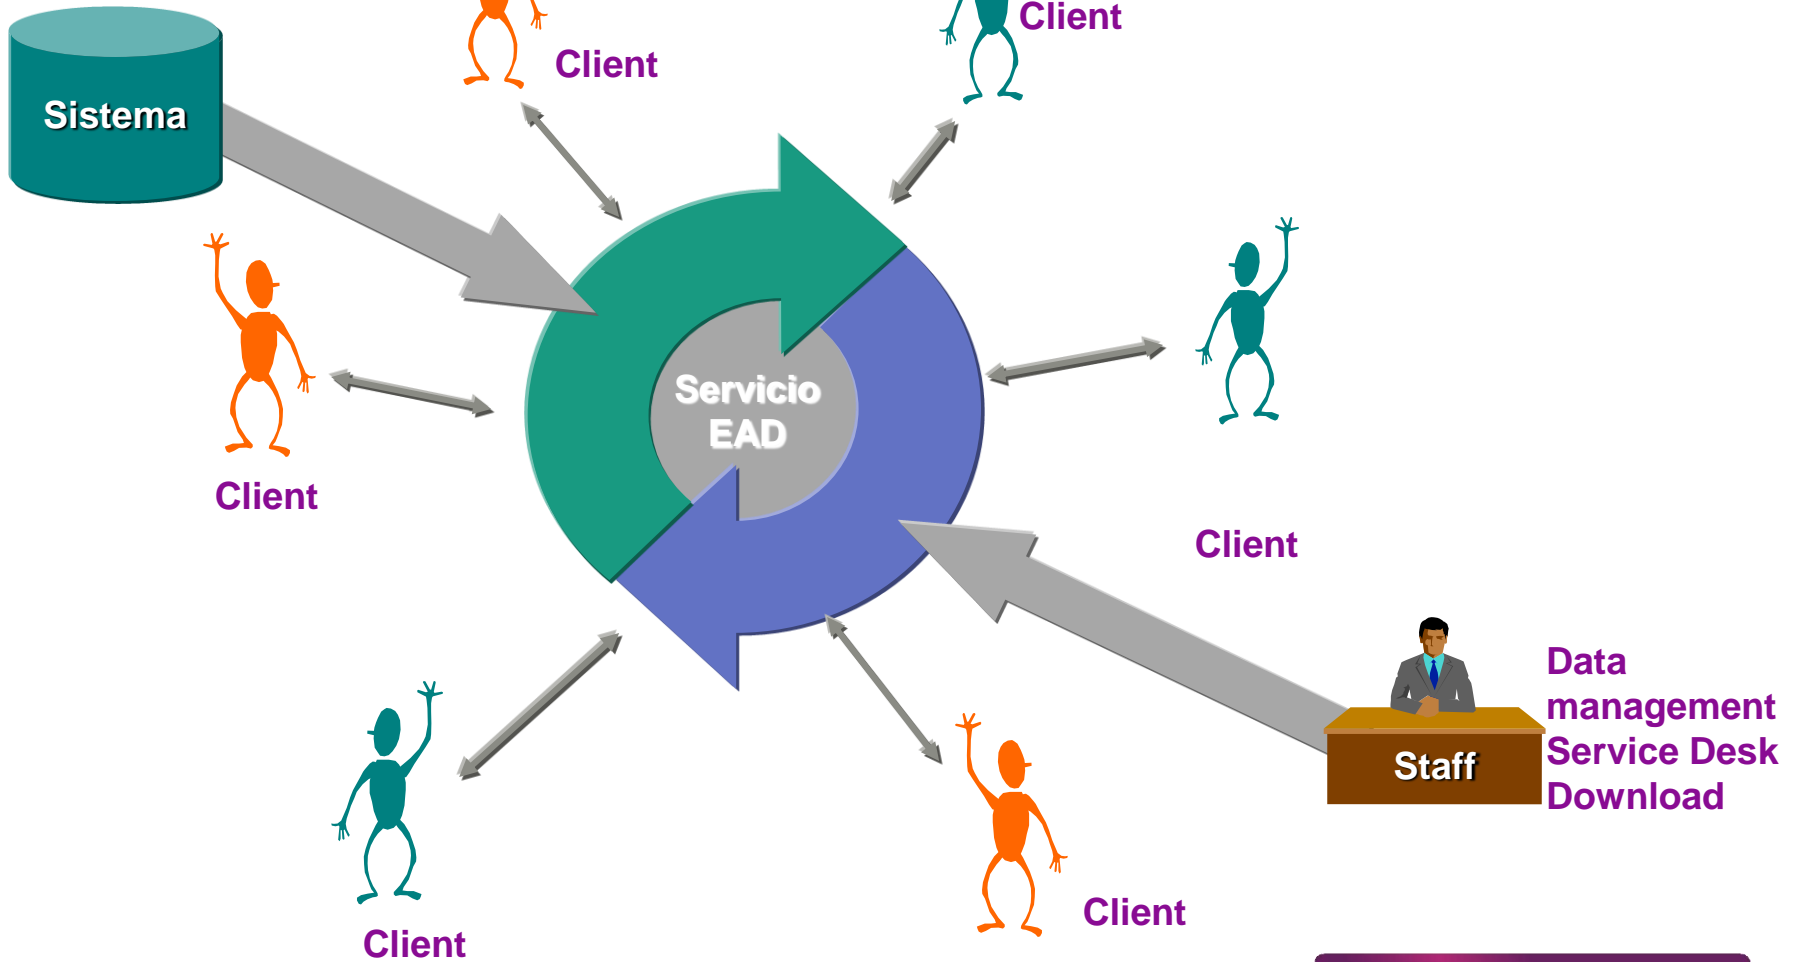 Client
Client
Sistema
Servicio
EAD
Client
Client
Data
management
Service Desk
Download
Staff
Client
Client